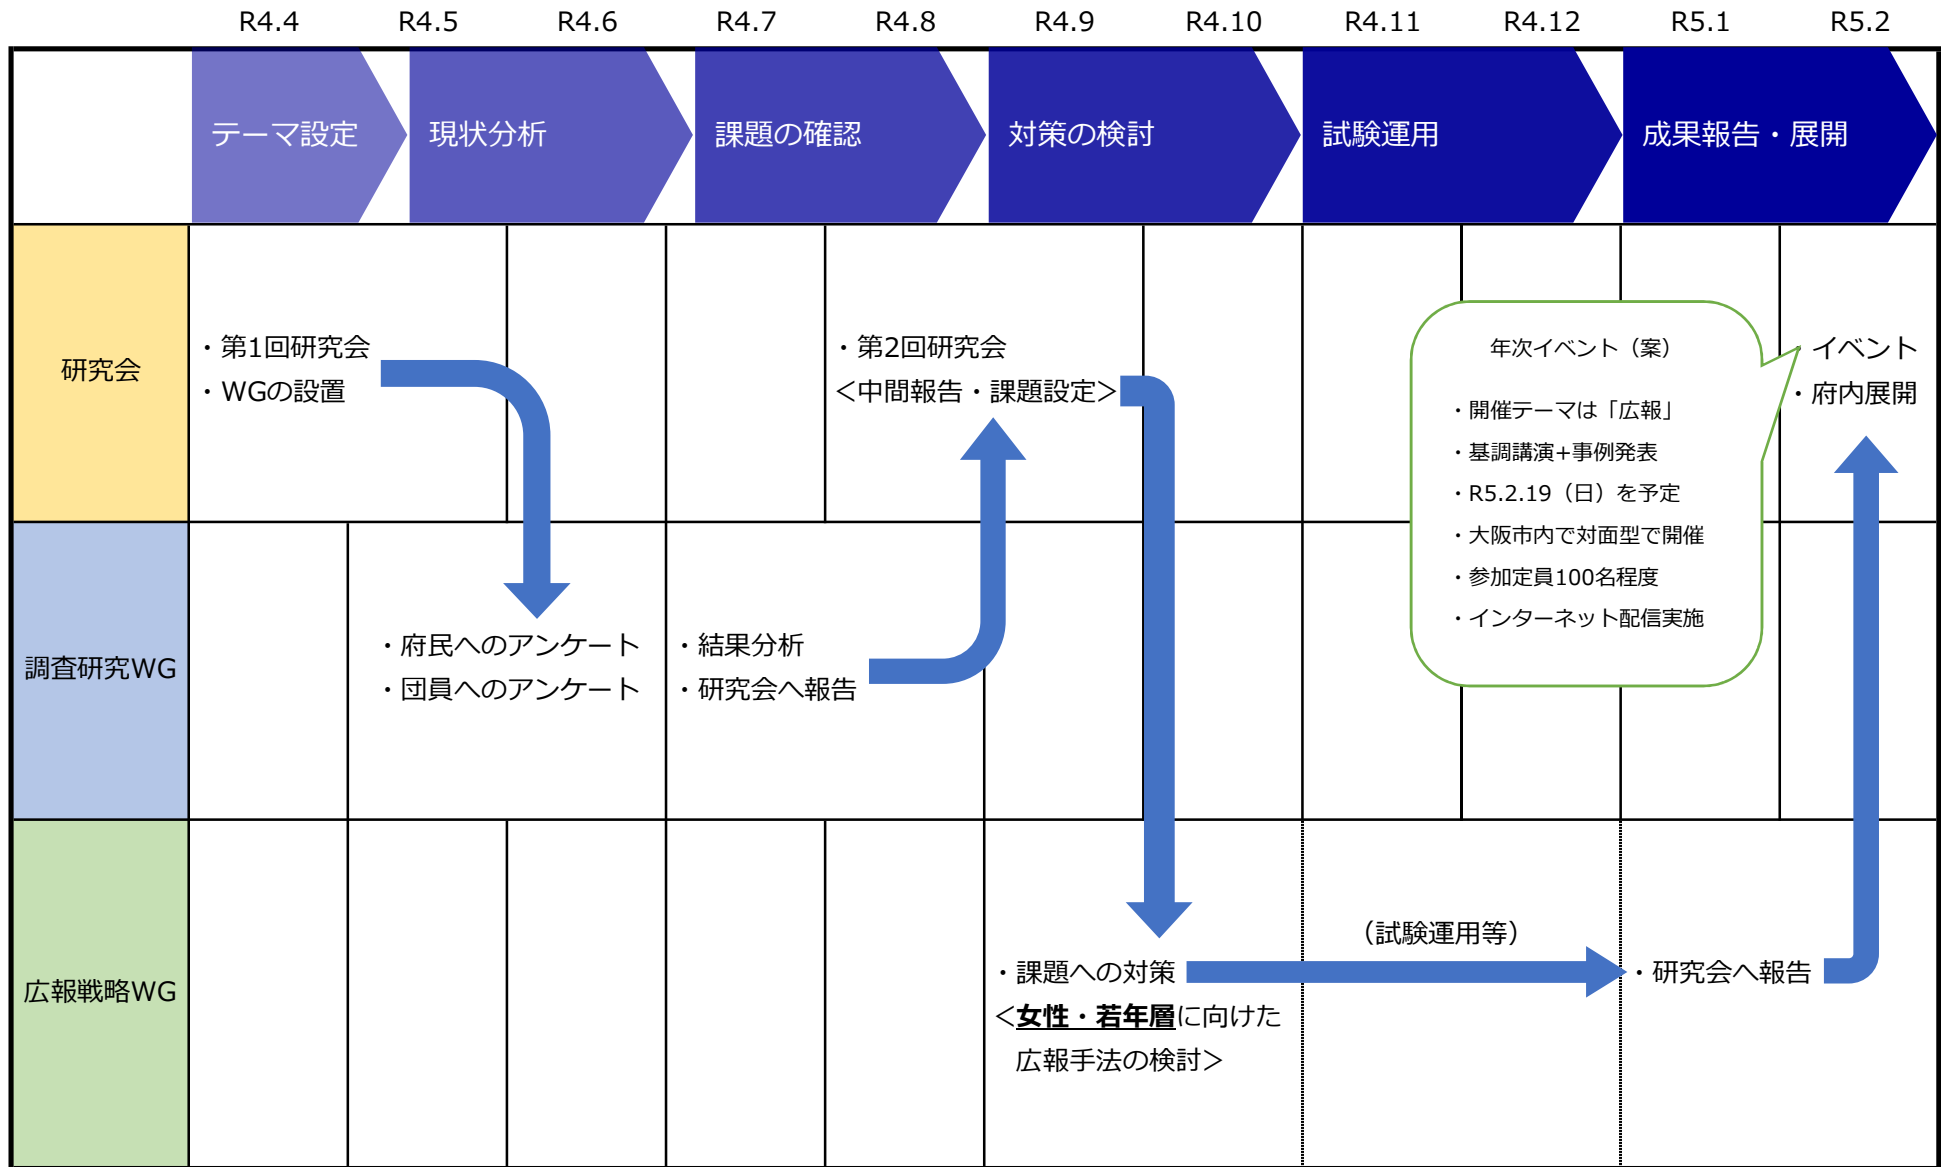 R4.4 R4.5 R4.6 R4.7 R4.8 R4.9 R4.10 R4.11 R4.12 R5.1 R5.2
テーマ設定 現状分析 課題の確認 対策の検討 試験運用 成果報告・展開
研究会
・第1回研究会
・WGの設置
・第2回研究会
<中間報告・課題設定>
年次イベント（案）
・開催テーマは「広報」
・基調講演+事例発表
・R5.2.19（日）を予定
・大阪市内で対面型で開催
・参加定員100名程度
・インターネット配信実施
・イベント
・府内展開
調査研究WG
・府民へのアンケート
・団員へのアンケート
・結果分析
・研究会へ報告
広報戦略WG
・課題への対策
<女性・若年層に向けた
広報手法の検討>
（試験運用等）
・研究会へ報告